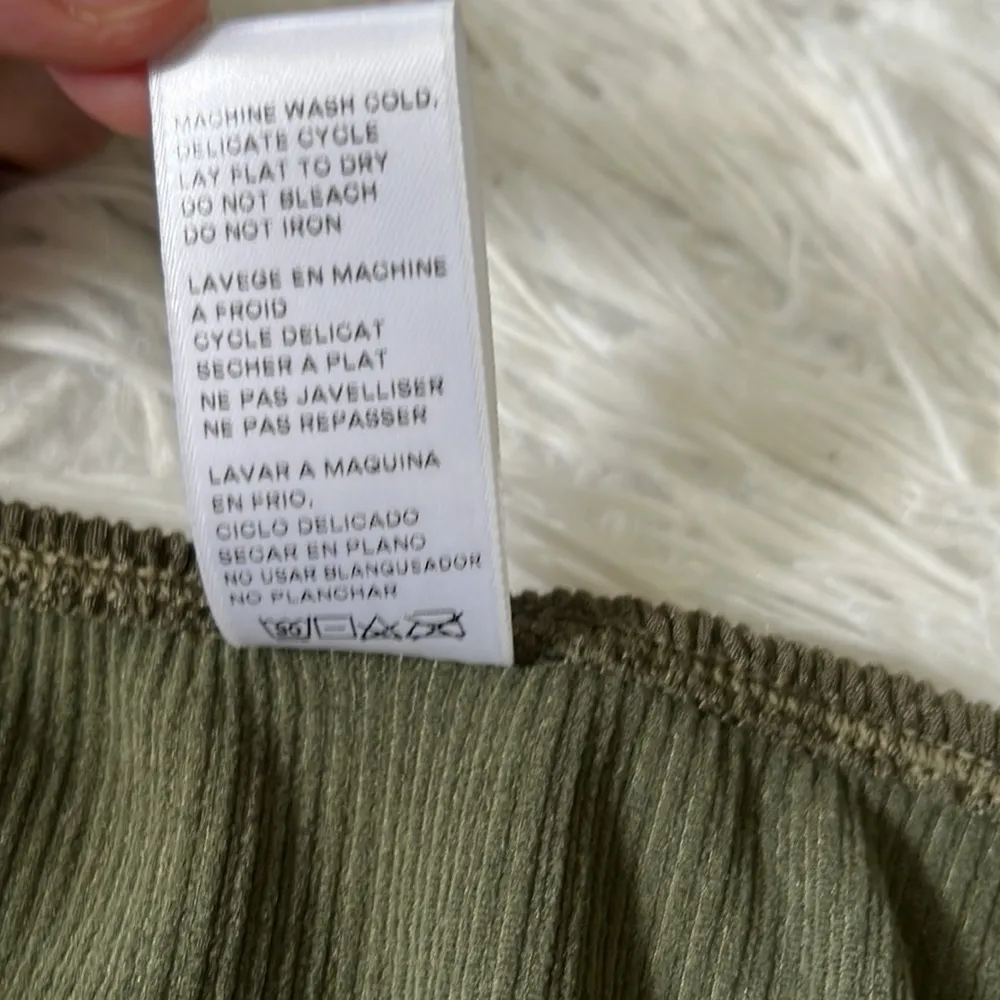 MACHINE WASH COLD,
DELICATE CYCLE
LAY FLAT TO DRY
DO NOT BLEACH
DO NOT IRON
LAVEGE EN MACHINE
A FROID
CYCLE DELICAT
SECHER A PLAT
NE PAS JAVELLISER
NE PAS REPASSER
LAVAR A MAQUINA
EN FRIO,
CICLO DELICADO
SECAR EN PLANO
NO USAR BLANQUSADOR
NO PLANCHAR